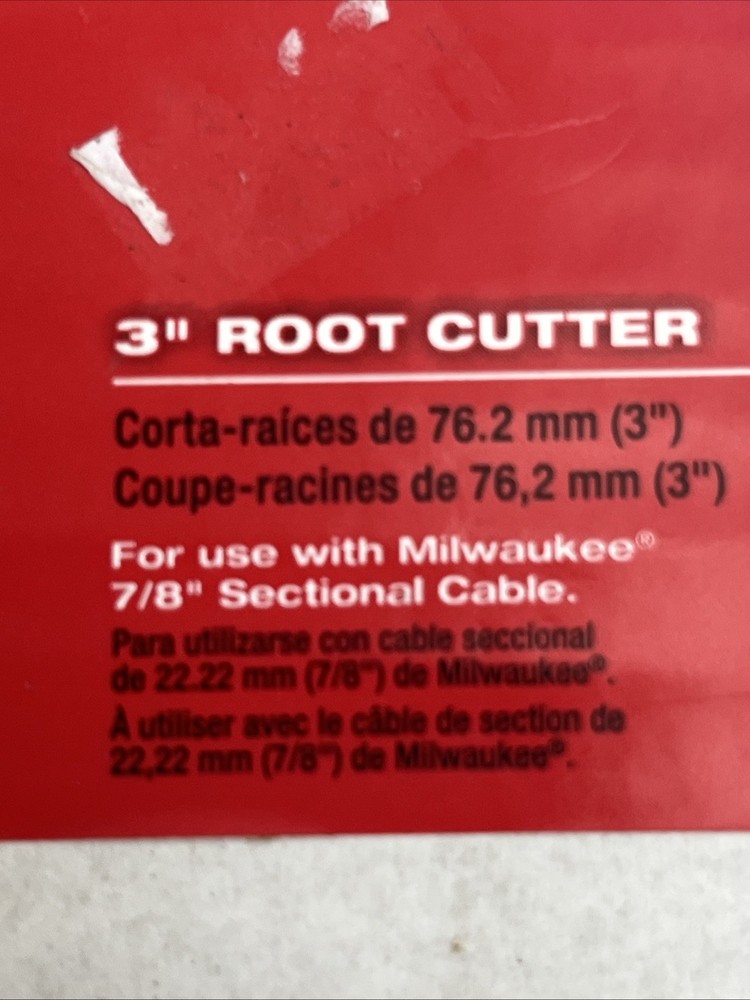 3" ROOT CUTTER
Corta-raíces de 76.2 mm (3")
Coupe-racines de 76,2 mm (3")
For use with Milwaukee®
7/8" Sectional Cable.
Para utilizarse con cable seccional
de 22.22 mm (7/8") de Milwaukee®.
À utiliser avec le câble de section de
22,22 mm (7/8") de Milwaukee®.